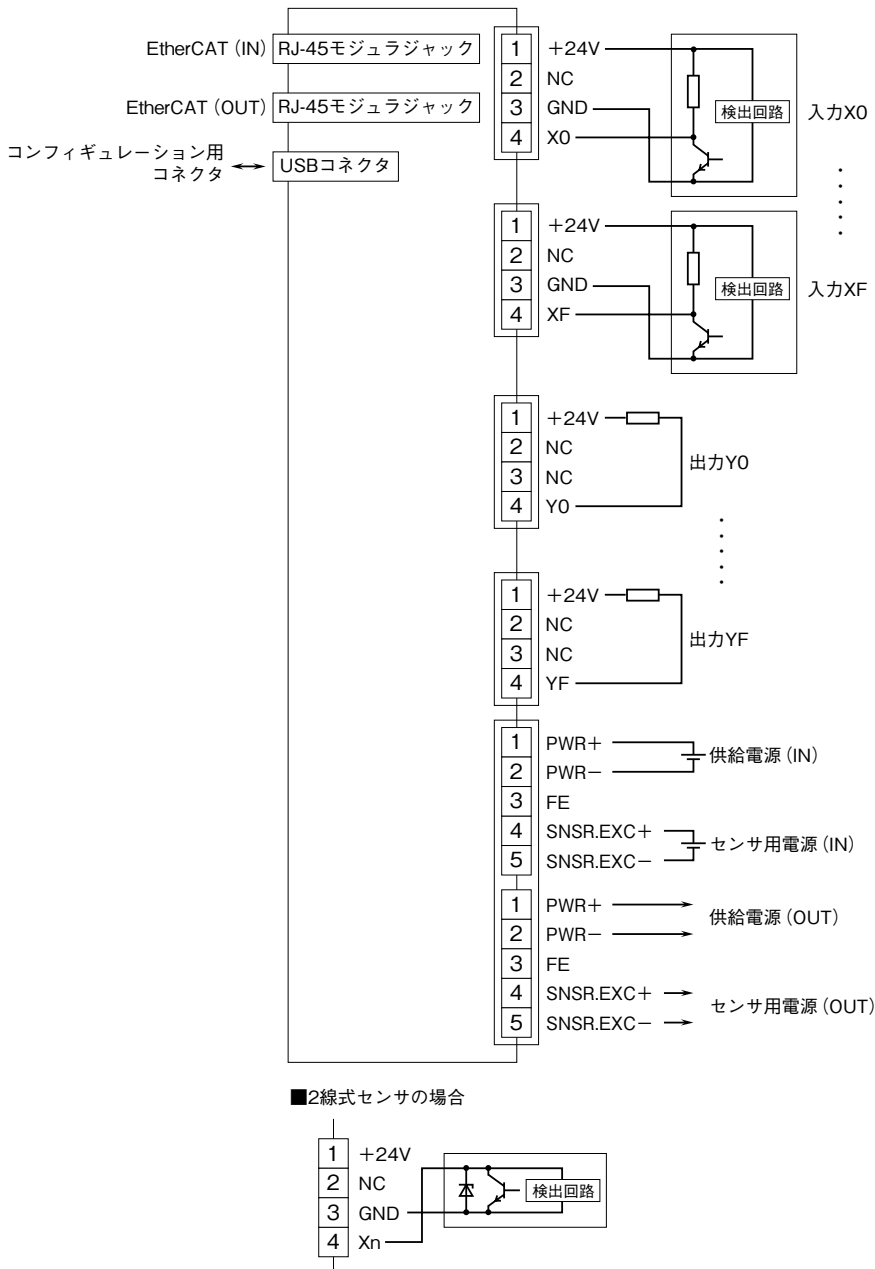 EtherCAT (IN) RJ-45モジュラジャック
EtherCAT (OUT) RJ-45モジュラジャック
コンフィギュレーション用
コネクタ
USBコネクタ
1 +24V
2 NC
3 GND
4 X0
検出回路
入力X0
1 +24V
2 NC
3 GND
4 XF
検出回路
入力XF
1 +24V
2 NC
3 NC
4 Y0
出力Y0
1 +24V
2 NC
3 NC
4 YF
出力YF
1 PWR+
2 PWR−
3 FE
4 SNSR.EXC+
5 SNSR.EXC−
供給電源 (IN)
センサ用電源 (IN)
1 PWR+
2 PWR−
3 FE
4 SNSR.EXC+
5 SNSR.EXC−
供給電源 (OUT)
センサ用電源 (OUT)
■2線式センサの場合
1 +24V
2 NC
3 GND
4 Xn
検出回路